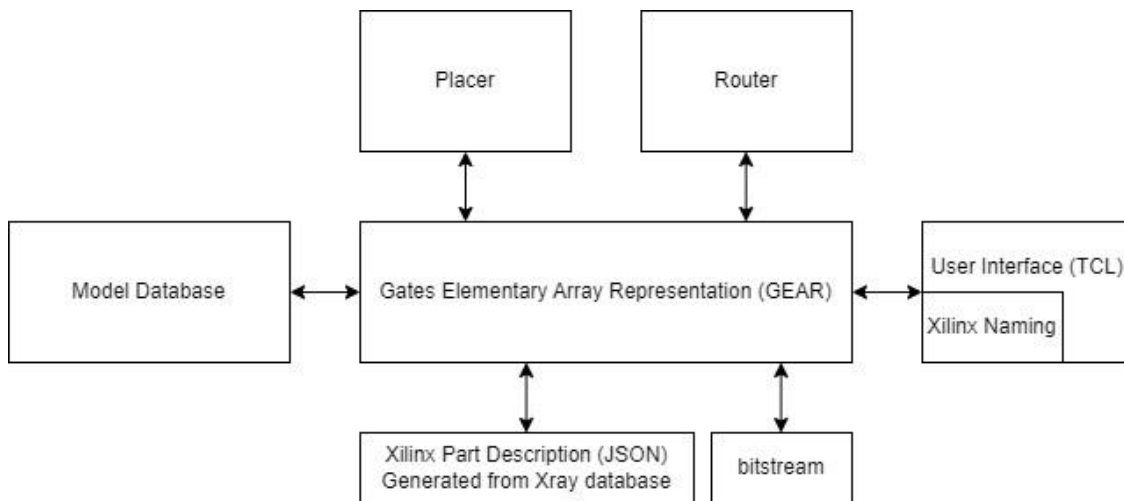 Placer
Router
Model Database
Gates Elementary Array Representation (GEAR)
User Interface (TCL)
Xilinx Naming
Xilinx Part Description (JSON)
Generated from Xray database
bitstream